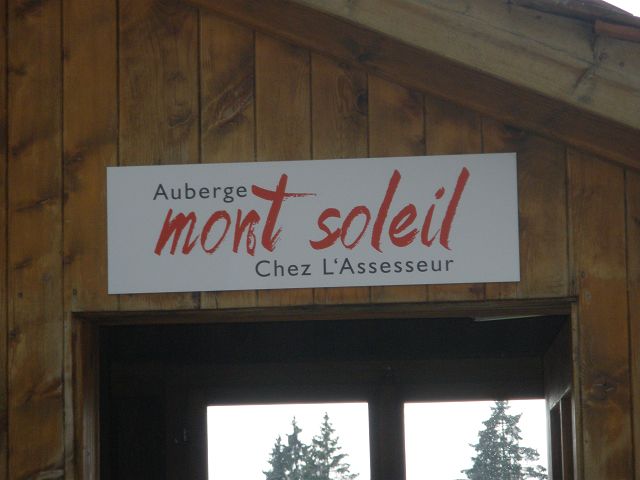 Auberge
mont soleil
Chez L'Assesseur